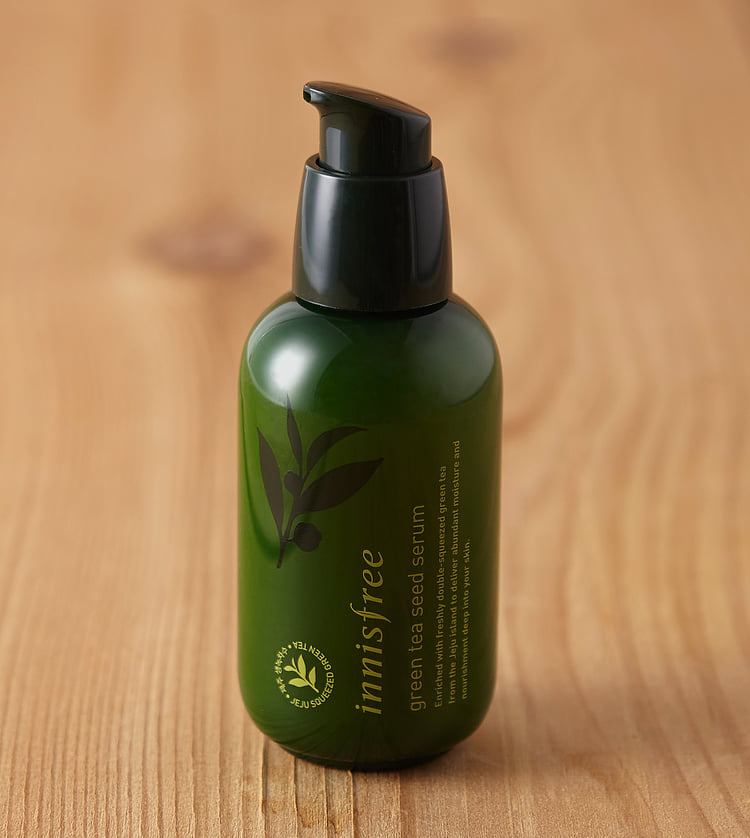 innisfree
green tea seed serum
Enriched with freshly double-squeezed green tea
from the Jeju island to deliver abundant moisture and
nourishment deep into your skin.
JEJU SQUEEZED GREEN TEA